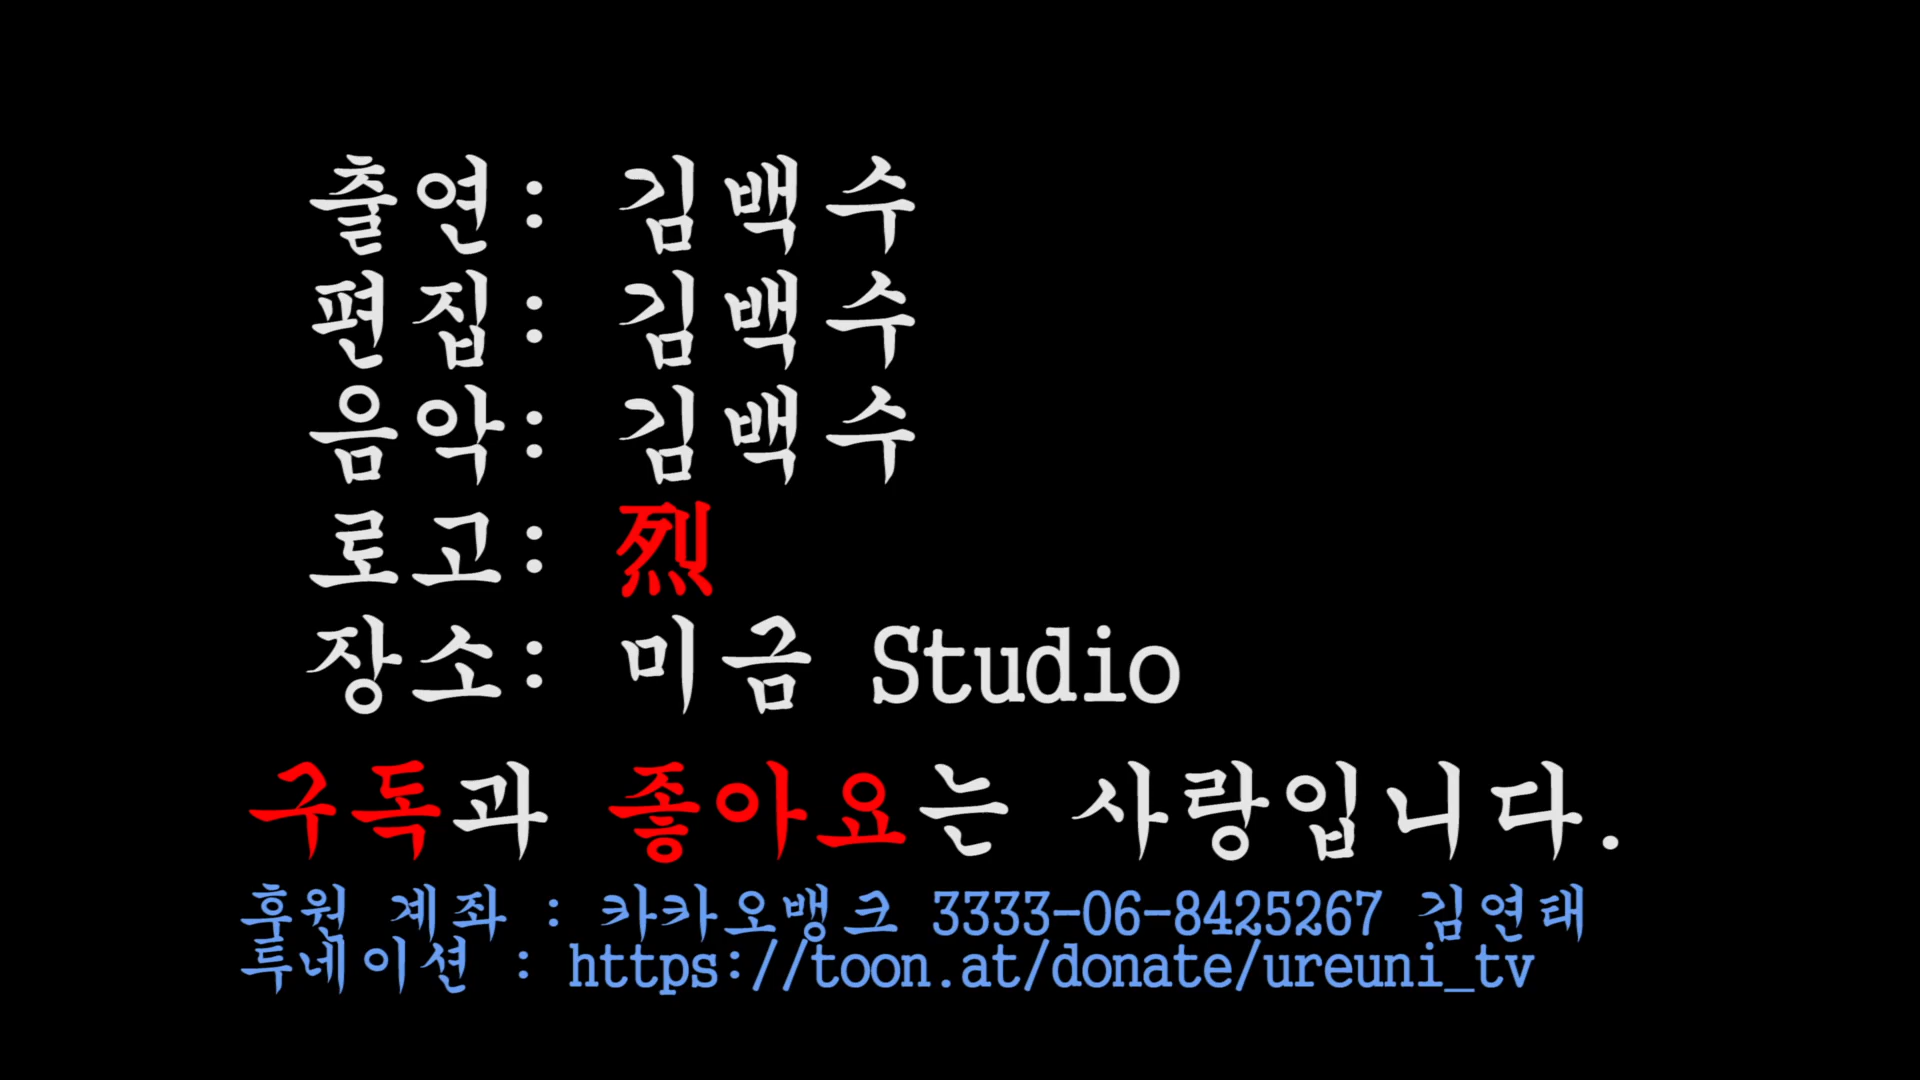 출연: 김백수
편집: 김백수
음악: 김백수
로고: 烈
장소: 미금 Studio
구독과 좋아요는 사랑입니다.
후원 계좌 : 카카오뱅크 3333-06-8425267 김연태
투네이션 : https://toon.at/donate/ureuni_tv